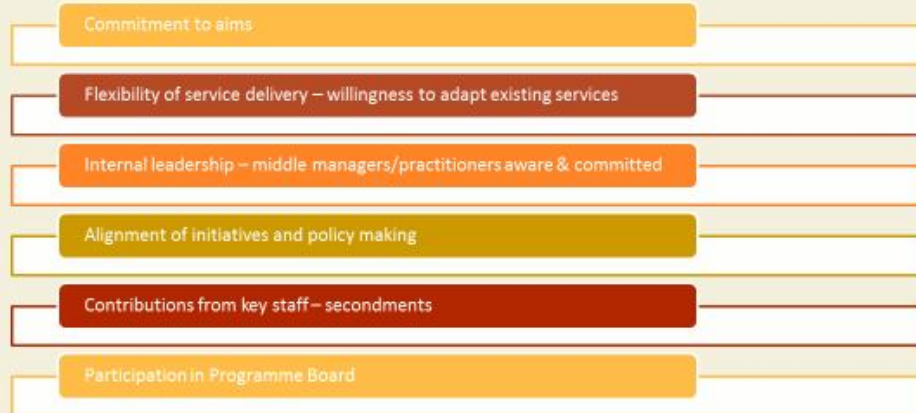 Commitment to aims
Flexibility of service delivery – willingness to adapt existing services
Internal leadership – middle managers/practitioners aware & committed
Alignment of initiatives and policy making
Contributions from key staff – secondments
Participation in Programme Board